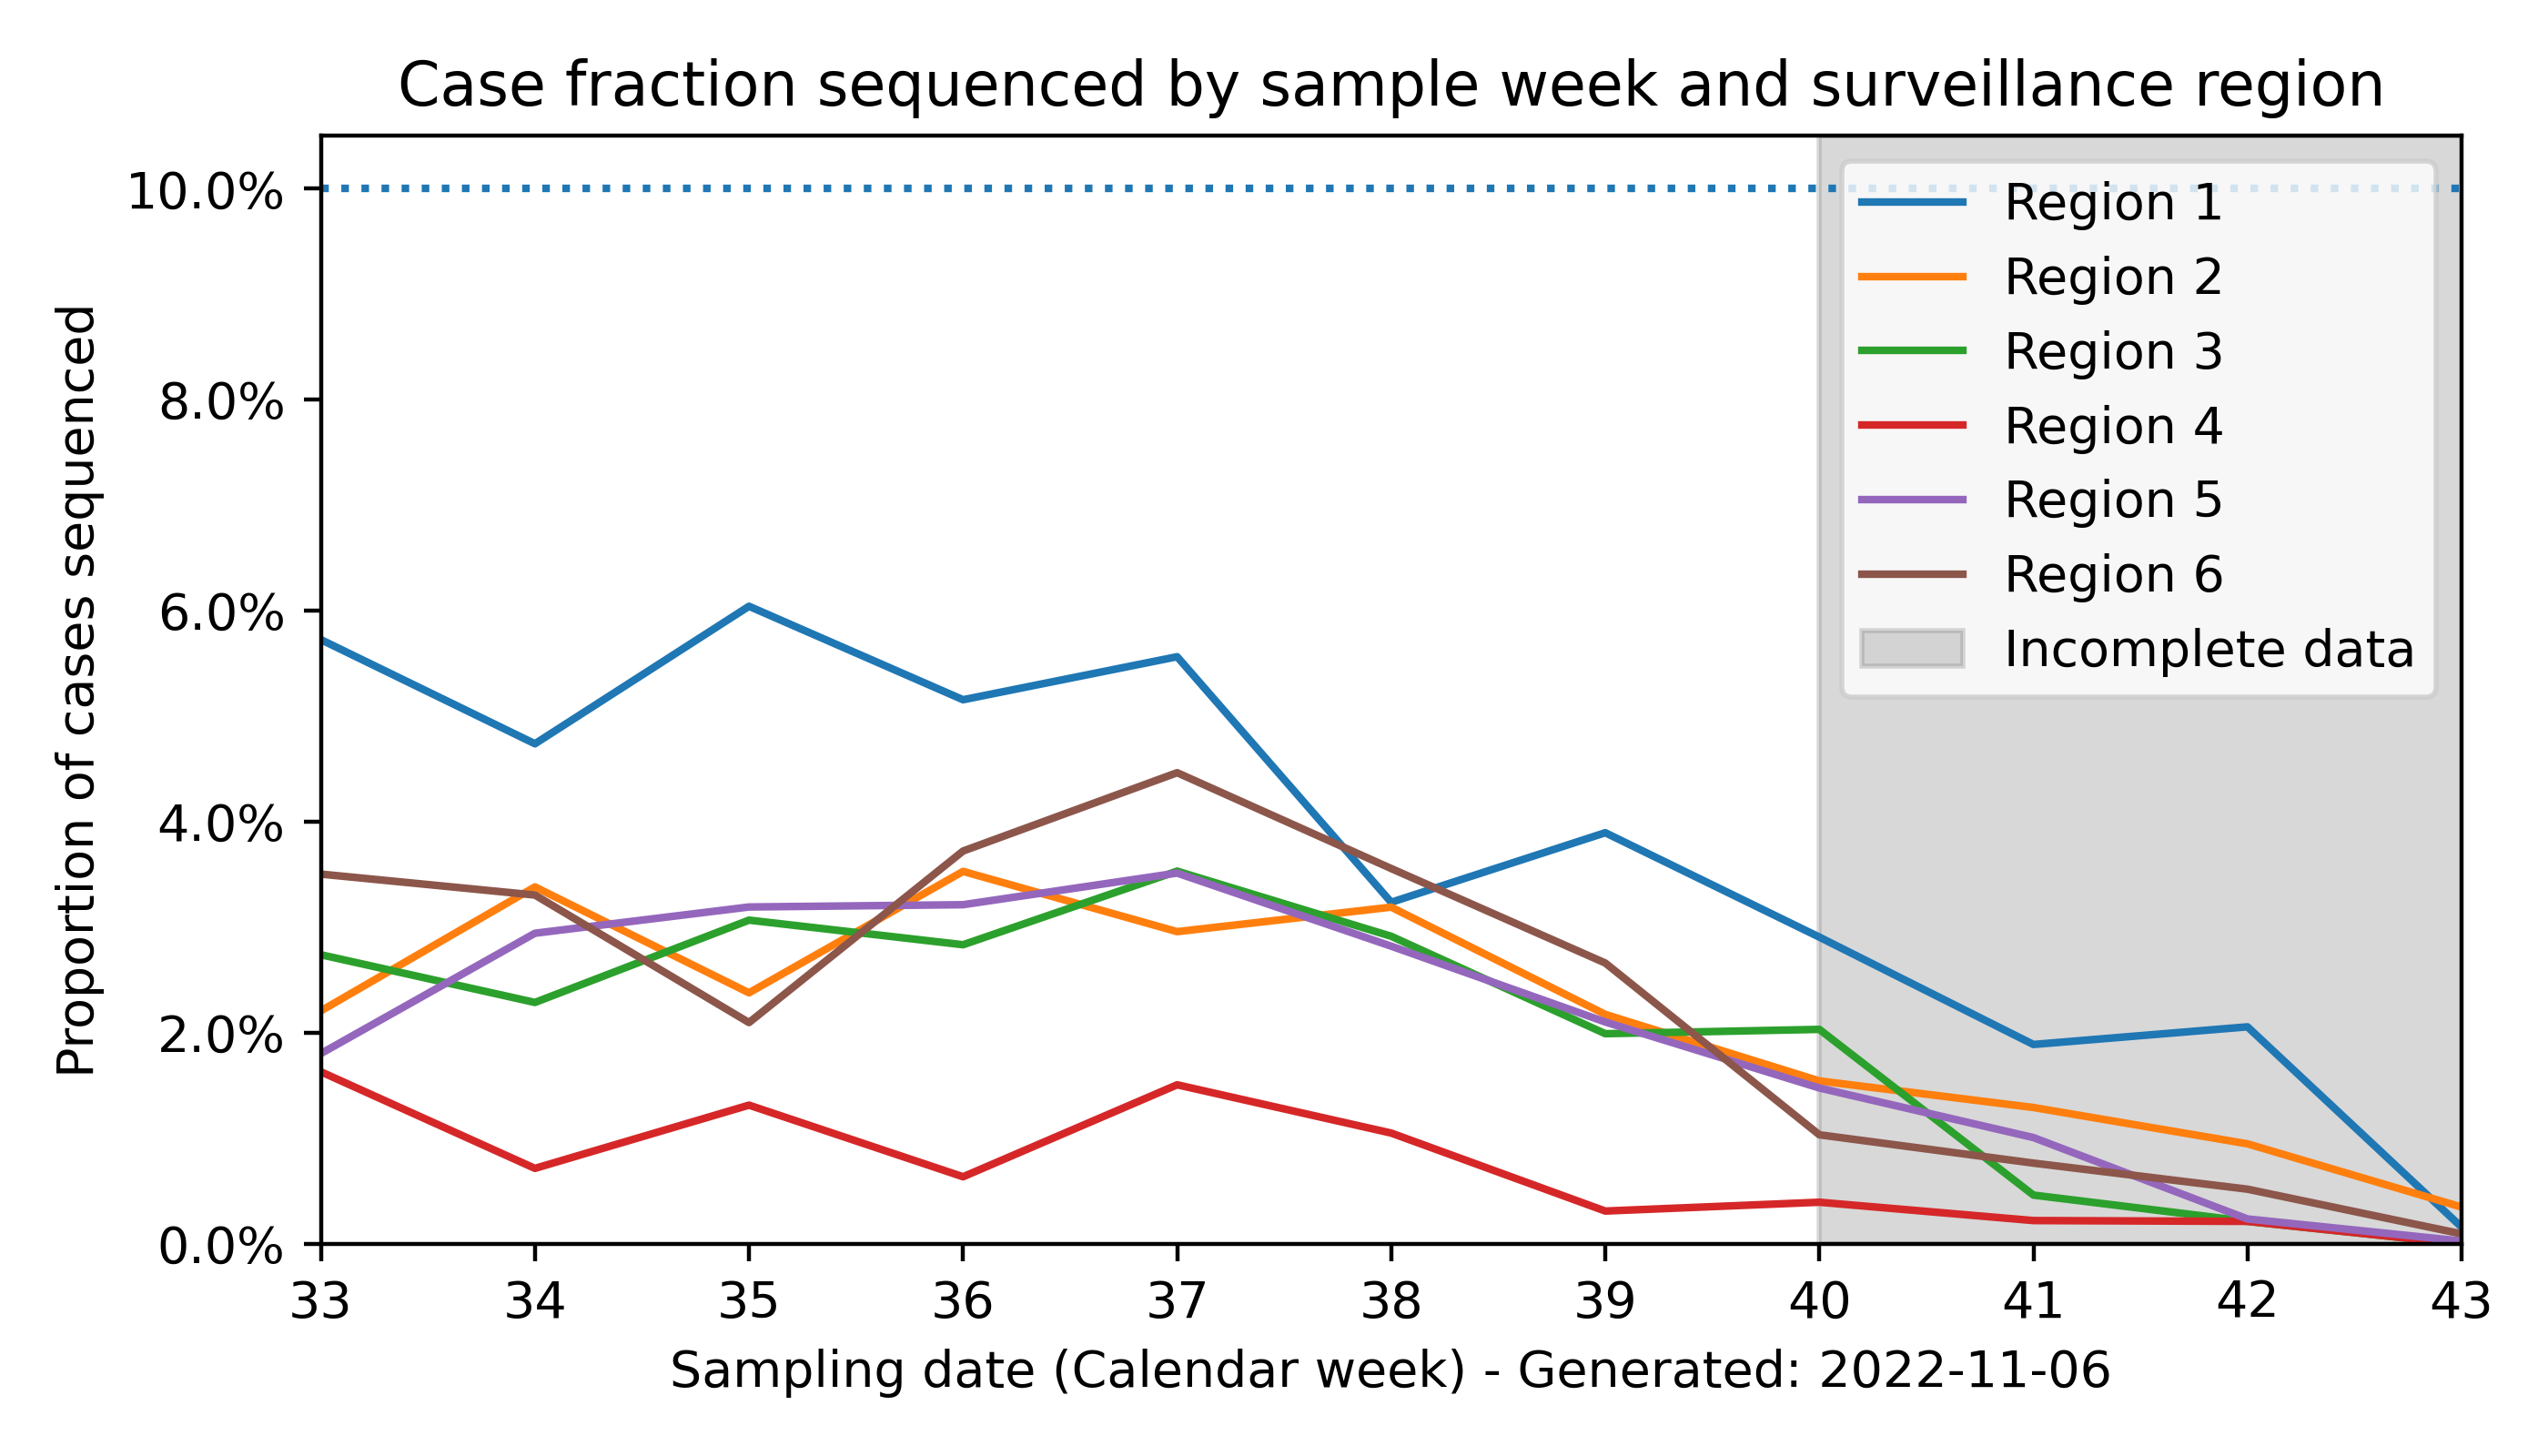 Case fraction sequenced by sample week and surveillance region
Proportion of cases sequenced
10.0%
8.0%
6.0%
4.0%
2.0%
0.0%
Region 1
Region 2
Region 3
Region 4
Region 5
Region 6
Incomplete data
33 34 35 36 37 38 39 40 41 42 43
Sampling date (Calendar week) - Generated: 2022-11-06